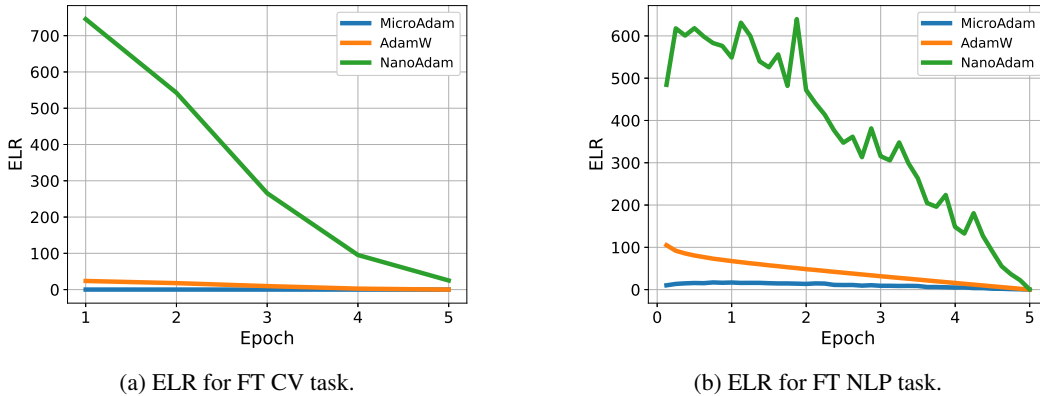 MicroAdam
AdamW
NanoAdam
700
600
500
400
300
200
100
0
ELR
1 2 3 4 5
Epoch
(a) ELR for FT CV task.
MicroAdam
AdamW
NanoAdam
600
500
400
300
200
100
0
ELR
0 1 2 3 4 5
Epoch
(b) ELR for FT NLP task.